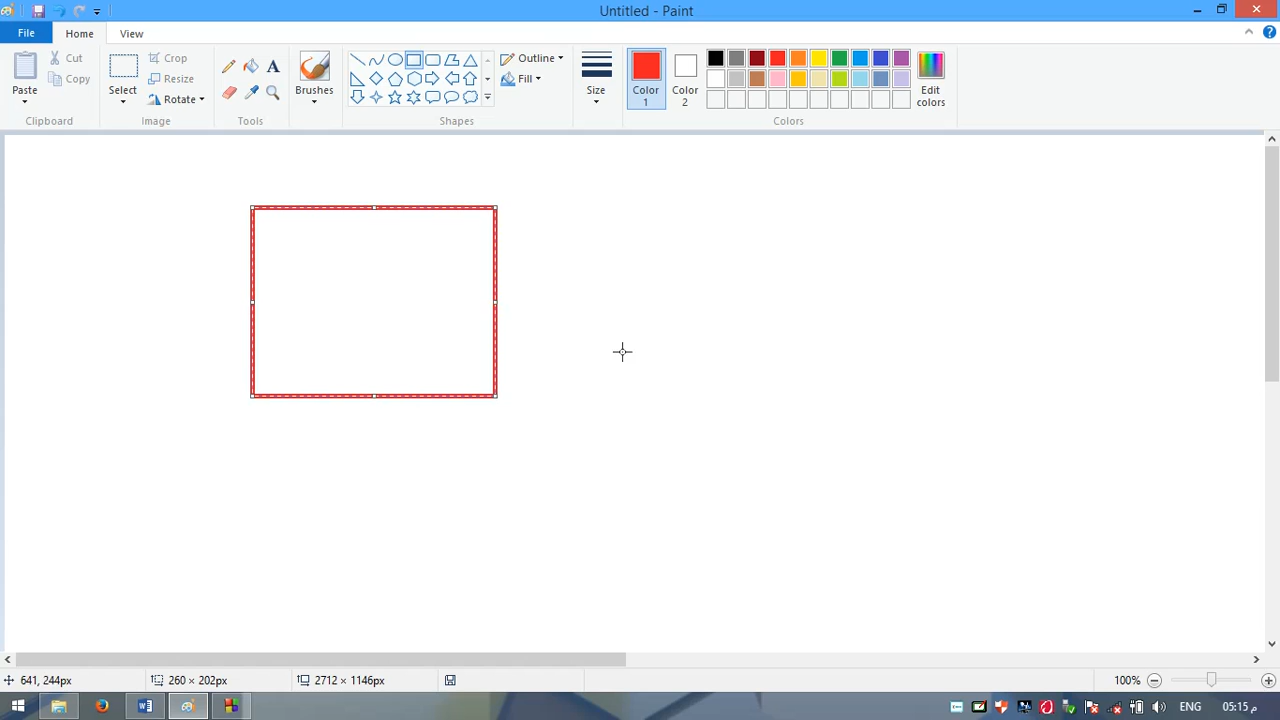 Untitled - Paint
File Home View
Paste
Cut
Copy
Clipboard
Select
Crop
Resize
Rotate
Image
A
Tools
Brushes
Shapes
Outline
Fill
Size
Color 1
Color 2
Edit colors
Colors
641, 244px
260 × 202px
2712 × 1146px
100%
ENG
05:15 م